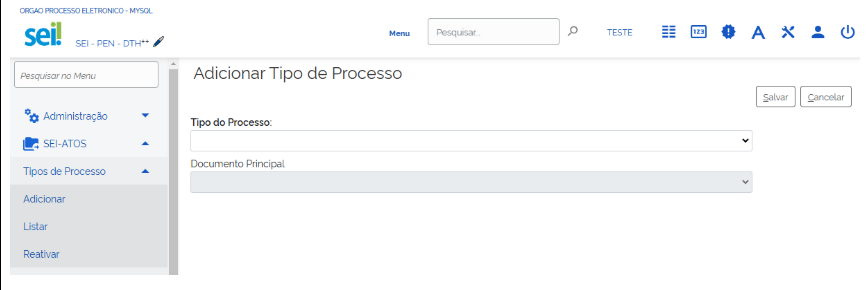 ORGAO PROCESSO ELETRONICO - MYSQL
sei!
SEI - PEN - DTH++
Menu
Pesquisar...
TESTE
123
A
Pesquisar no Menu
Administração
SEI-ATOS
Tipos de Processo
Adicionar
Listar
Reativar
Adicionar Tipo de Processo
Salvar
Cancelar
Tipo do Processo:
Documento Principal